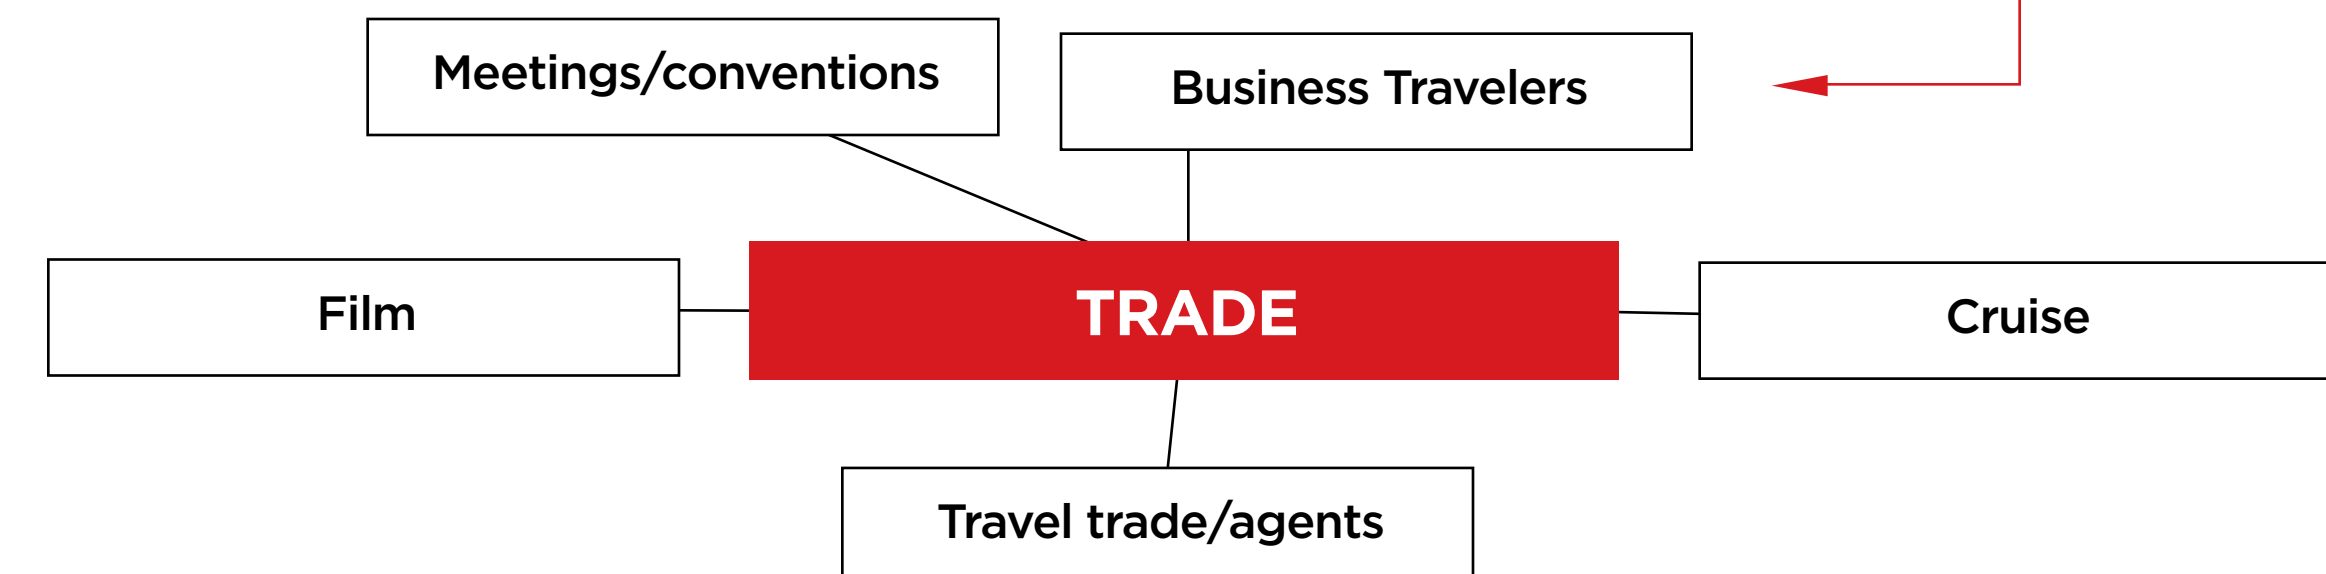 Meetings/conventions
Business Travelers
Film
TRADE
Cruise
Travel trade/agents